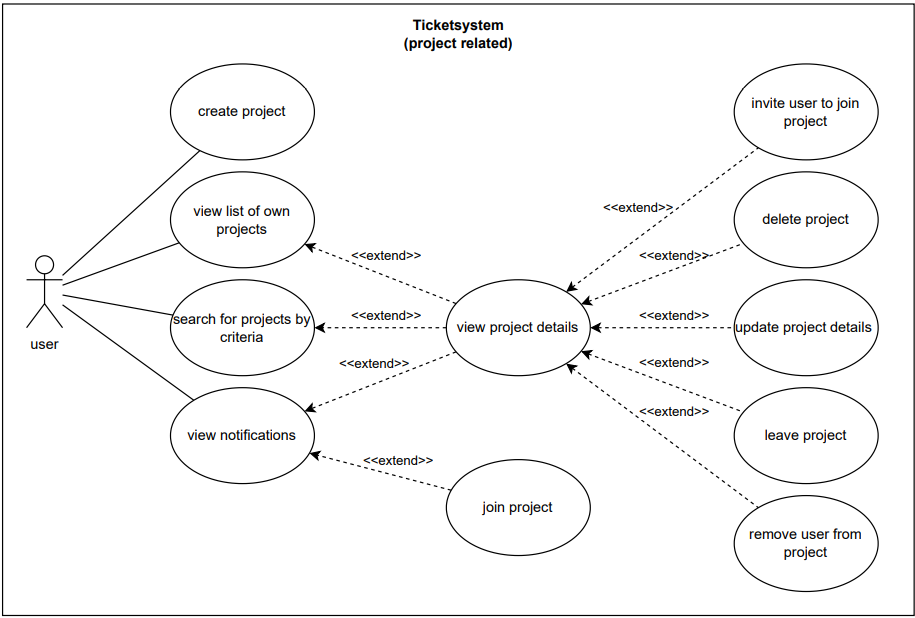 Ticketsystem
(project related)
create project
invite user to join
project
view list of own
projects
<<extend>>
delete project
<<extend>>
<<extend>>
user
search for projects by
criteria
<<extend>>
view project details
<<extend>>
update project details
<<extend>>
<<extend>>
<<extend>>
view notifications
leave project
<<extend>>
join project
remove user from
project